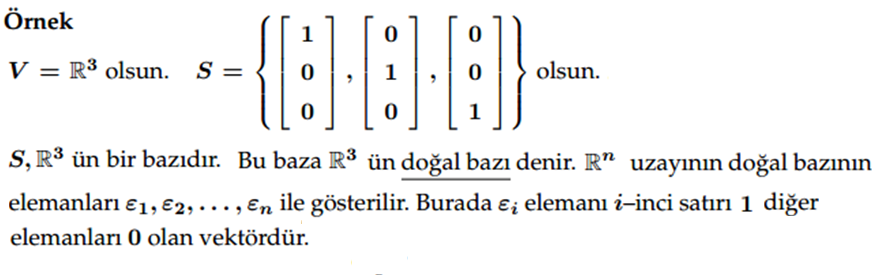 Örnek
V = ℝ³ olsun. S = { [1 0 0], [0 1 0], [0 0 1] } olsun.
S, ℝ³ ün bir bazıdır. Bu baza ℝ³ ün doğal bazı denir. ℝⁿ uzayının doğal bazının
elemanları ε₁, ε₂, . . . , εₙ ile gösterilir. Burada εᵢ elemanı i–inci satırı 1 diğer
elemanları 0 olan vektördür.